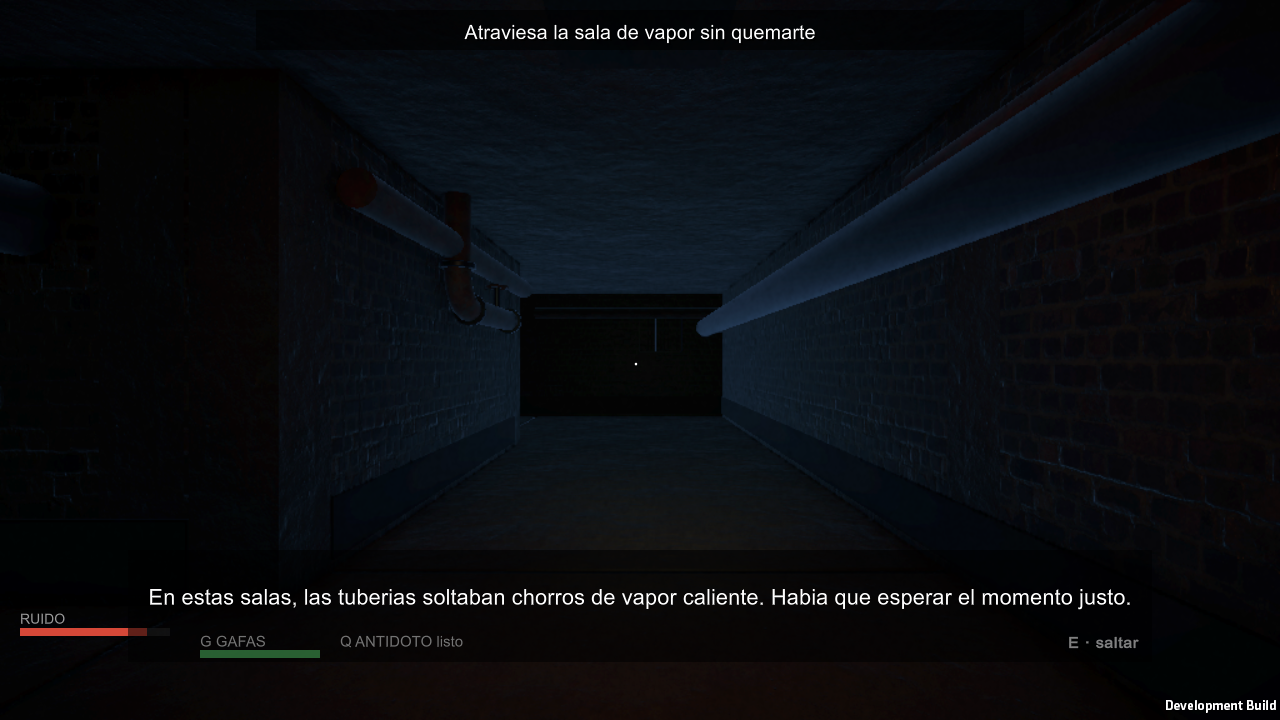 Atraviesa la sala de vapor sin quemarte
En estas salas, las tuberias soltaban chorros de vapor caliente. Habia que esperar el momento justo.
RUIDO
G GAFAS
Q ANTIDOTO listo
E · saltar
Development Build